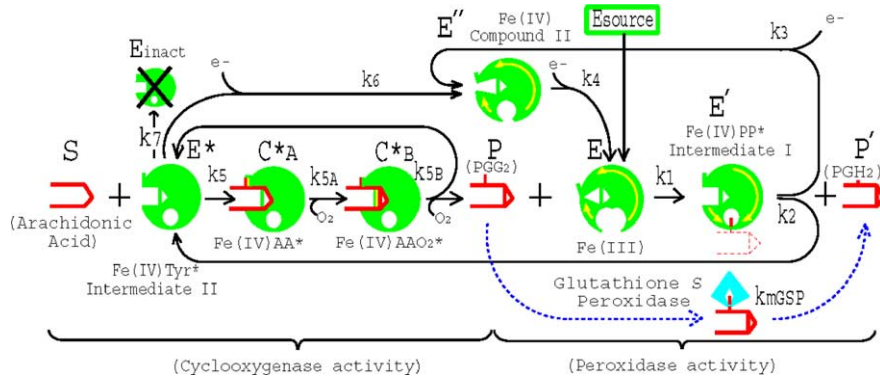 E'' Fe(IV)
Compound II
Esource
k3
e-
Einact
e-
e-
k6
k4
E'
k7
Fe(IV)PP*
Intermediate I
S
E*
C*A
C*B
P
E
P'
k5
k5A
k5B
(PGG2)
k1
(PGH2)
k2
(Arachidonic
Acid)
O2
O2
Fe(IV)AA*
Fe(IV)AAO2*
Fe(III)
Fe(IV)Tyr*
Intermediate II
Glutathione S
Peroxidase
kmGSP
(Cyclooxygenase activity)
(Peroxidase activity)